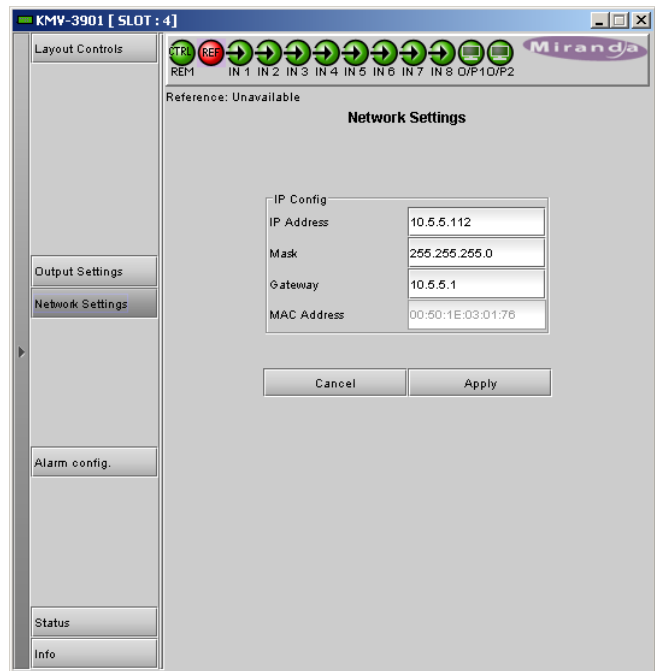 KMV-3901 [ SLOT : 4]
Layout Controls
CTRL REF
Miranda
REM IN 1 IN 2 IN 3 IN 4 IN 5 IN 6 IN 7 IN 8 O/P1 O/P2
Reference: Unavailable
Network Settings
IP Config
IP Address 10.5.5.112
Mask 255.255.255.0
Gateway 10.5.5.1
MAC Address 00:50:1E:03:01:76
Cancel Apply
Output Settings
Network Settings
Alarm config.
Status
Info